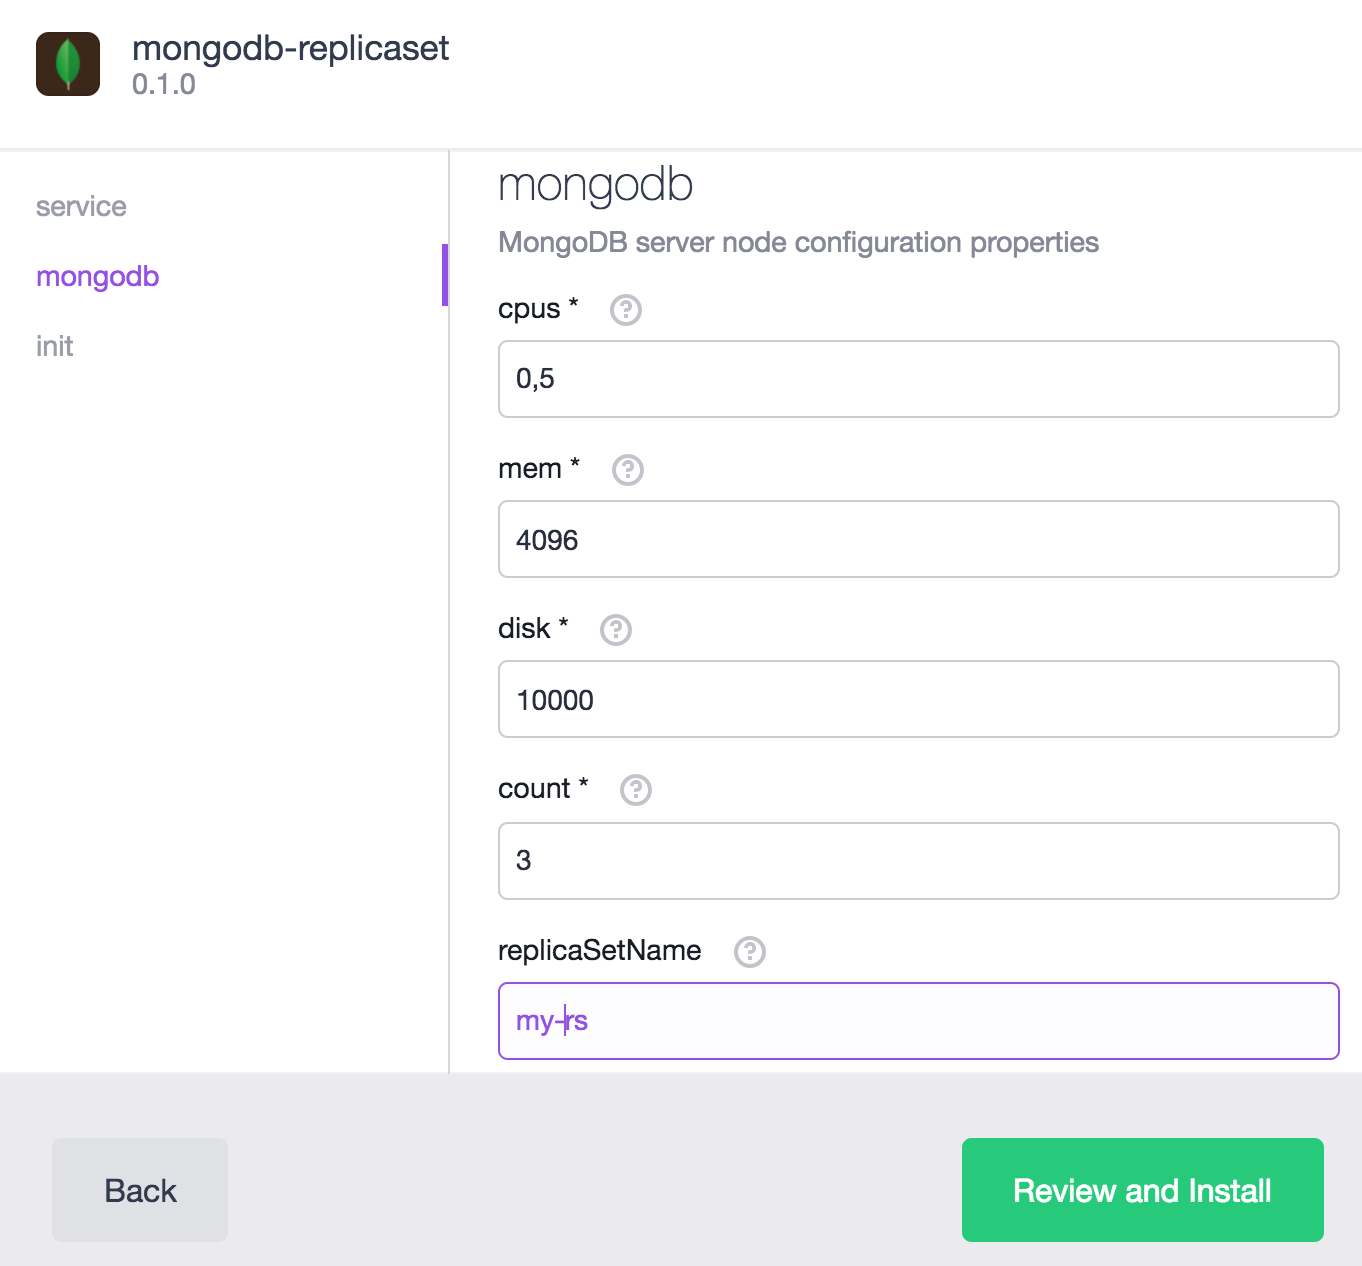 mongodb-replicaset
0.1.0
service
mongodb
init
mongodb
MongoDB server node configuration properties
cpus * ?
0,5
mem * ?
4096
disk * ?
10000
count * ?
3
replicaSetName ?
my-rs
Back
Review and Install